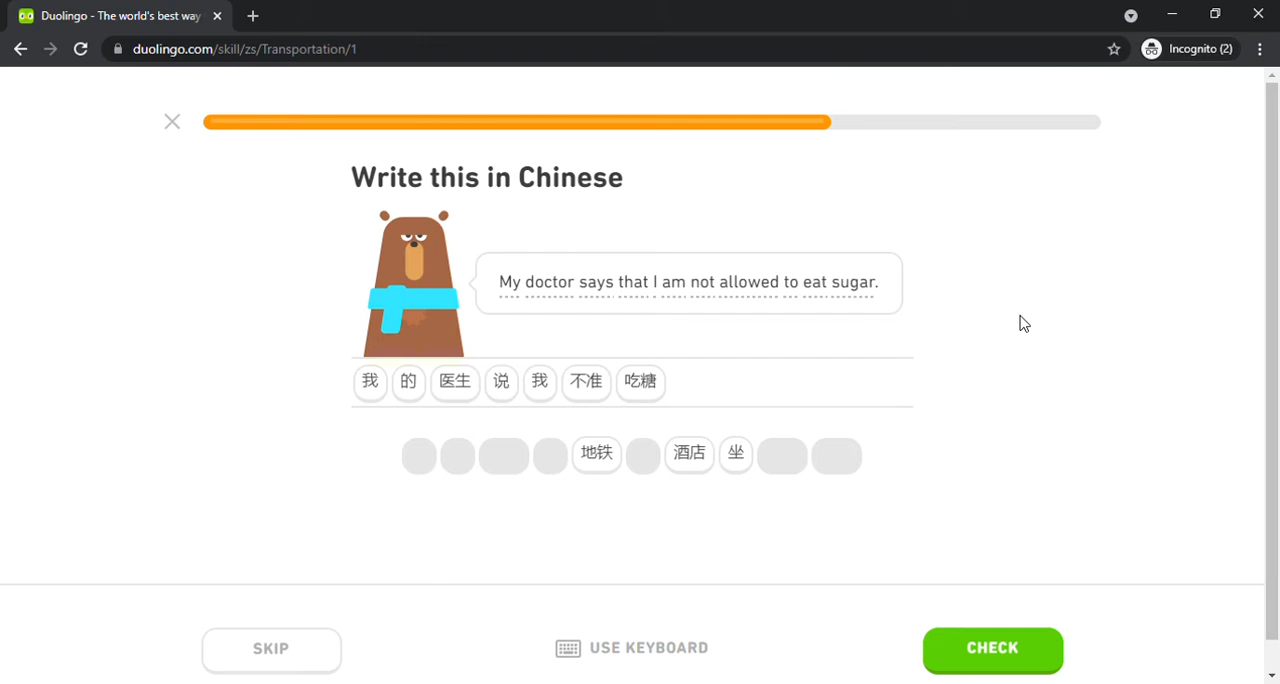 Duolingo - The world's best way
Incognito (2)
duolingo.com/skill/zs/Transportation/1
Write this in Chinese
My doctor says that I am not allowed to eat sugar.
我 的 医生 说 我 不准 吃糖
地铁 酒店 坐
SKIP
USE KEYBOARD
CHECK